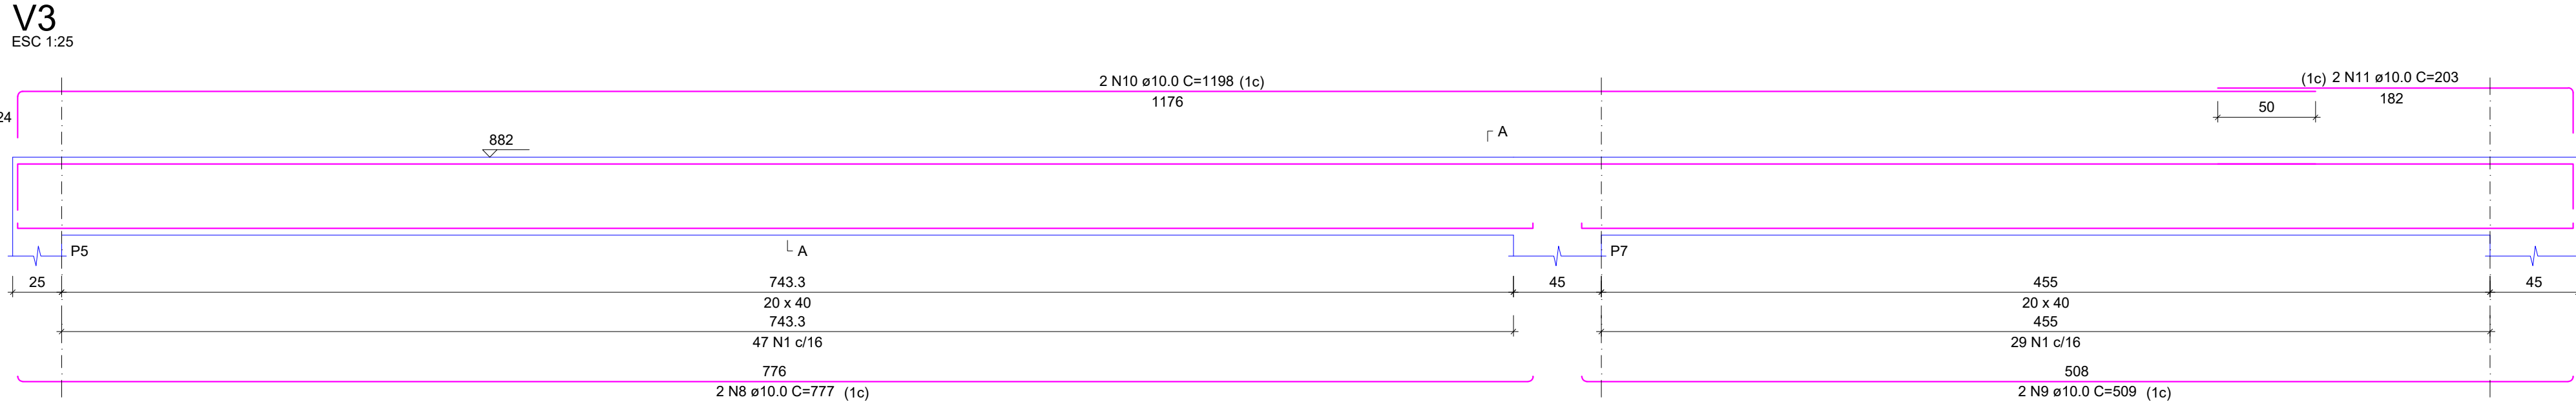 V3
ESC 1:25
2 N10 ø10.0 C=1198 (1c)
1176
(1c) 2 N11 ø10.0 C=203
182
50
24
882
A
A
P5
P7
25
743.3
45
455
45
20 x 40
20 x 40
743.3
455
47 N1 c/16
29 N1 c/16
776
508
2 N8 ø10.0 C=777 (1c)
2 N9 ø10.0 C=509 (1c)